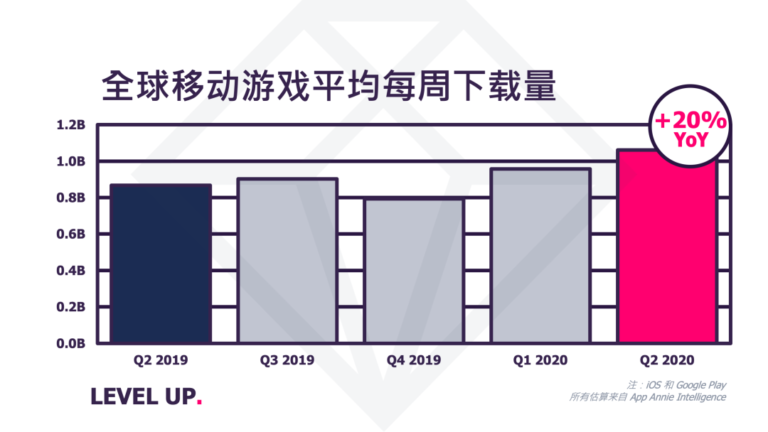 全球移动游戏平均每周下载量
+20%
YoY
1.2B
1.0B
0.8B
0.6B
0.4B
0.2B
0.0B
Q2 2019 Q3 2019 Q4 2019 Q1 2020 Q2 2020
LEVEL UP.
注：iOS 和 Google Play
所有估算来自 App Annie Intelligence